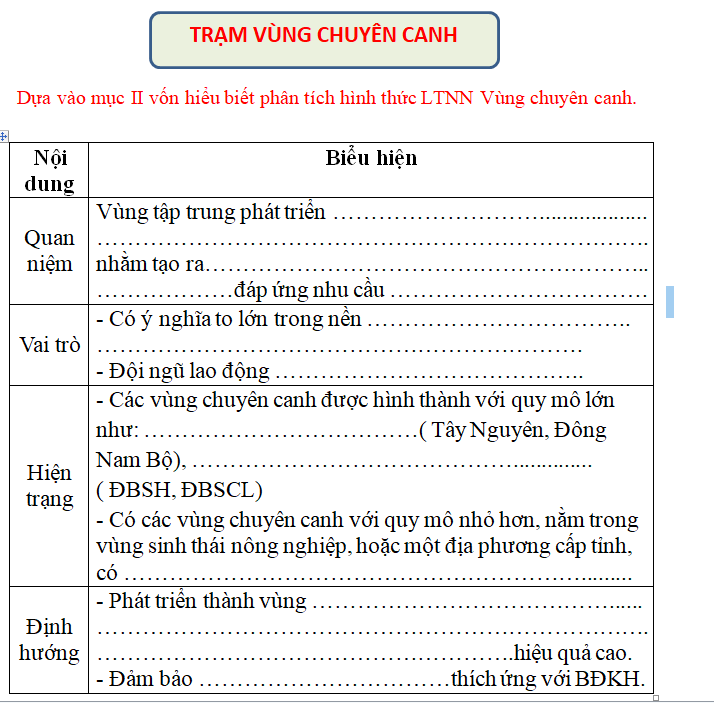 TRẠM VÙNG CHUYÊN CANH
Dựa vào mục II vốn hiểu biết phân tích hình thức LTNN Vùng chuyên canh.
Nội dung
Biểu hiện
Quan niệm
Vùng tập trung phát triển ………………………...................
……………………………………………………………….
nhằm tạo ra…………………………………………………..
………………đáp ứng nhu cầu …………………………….
Vai trò
- Có ý nghĩa to lớn trong nền …………………………….
……………………………………………………….
- Đội ngũ lao động ………………………………….
Hiện trạng
- Các vùng chuyên canh được hình thành với quy mô lớn
như: ………………………………( Tây Nguyên, Đông
Nam Bộ), ……………………………………..............
( ĐBSH, ĐBSCL)
- Có các vùng chuyên canh với quy mô nhỏ hơn, nằm trong
vùng sinh thái nông nghiệp, hoặc một địa phương cấp tỉnh,
có ……………………………………………………........
Định hướng
- Phát triển thành vùng …………………………………......
……………………………………………………………….
……………………………………………….hiệu quả cao.
- Đảm bảo ……………………………thích ứng với BĐKH.